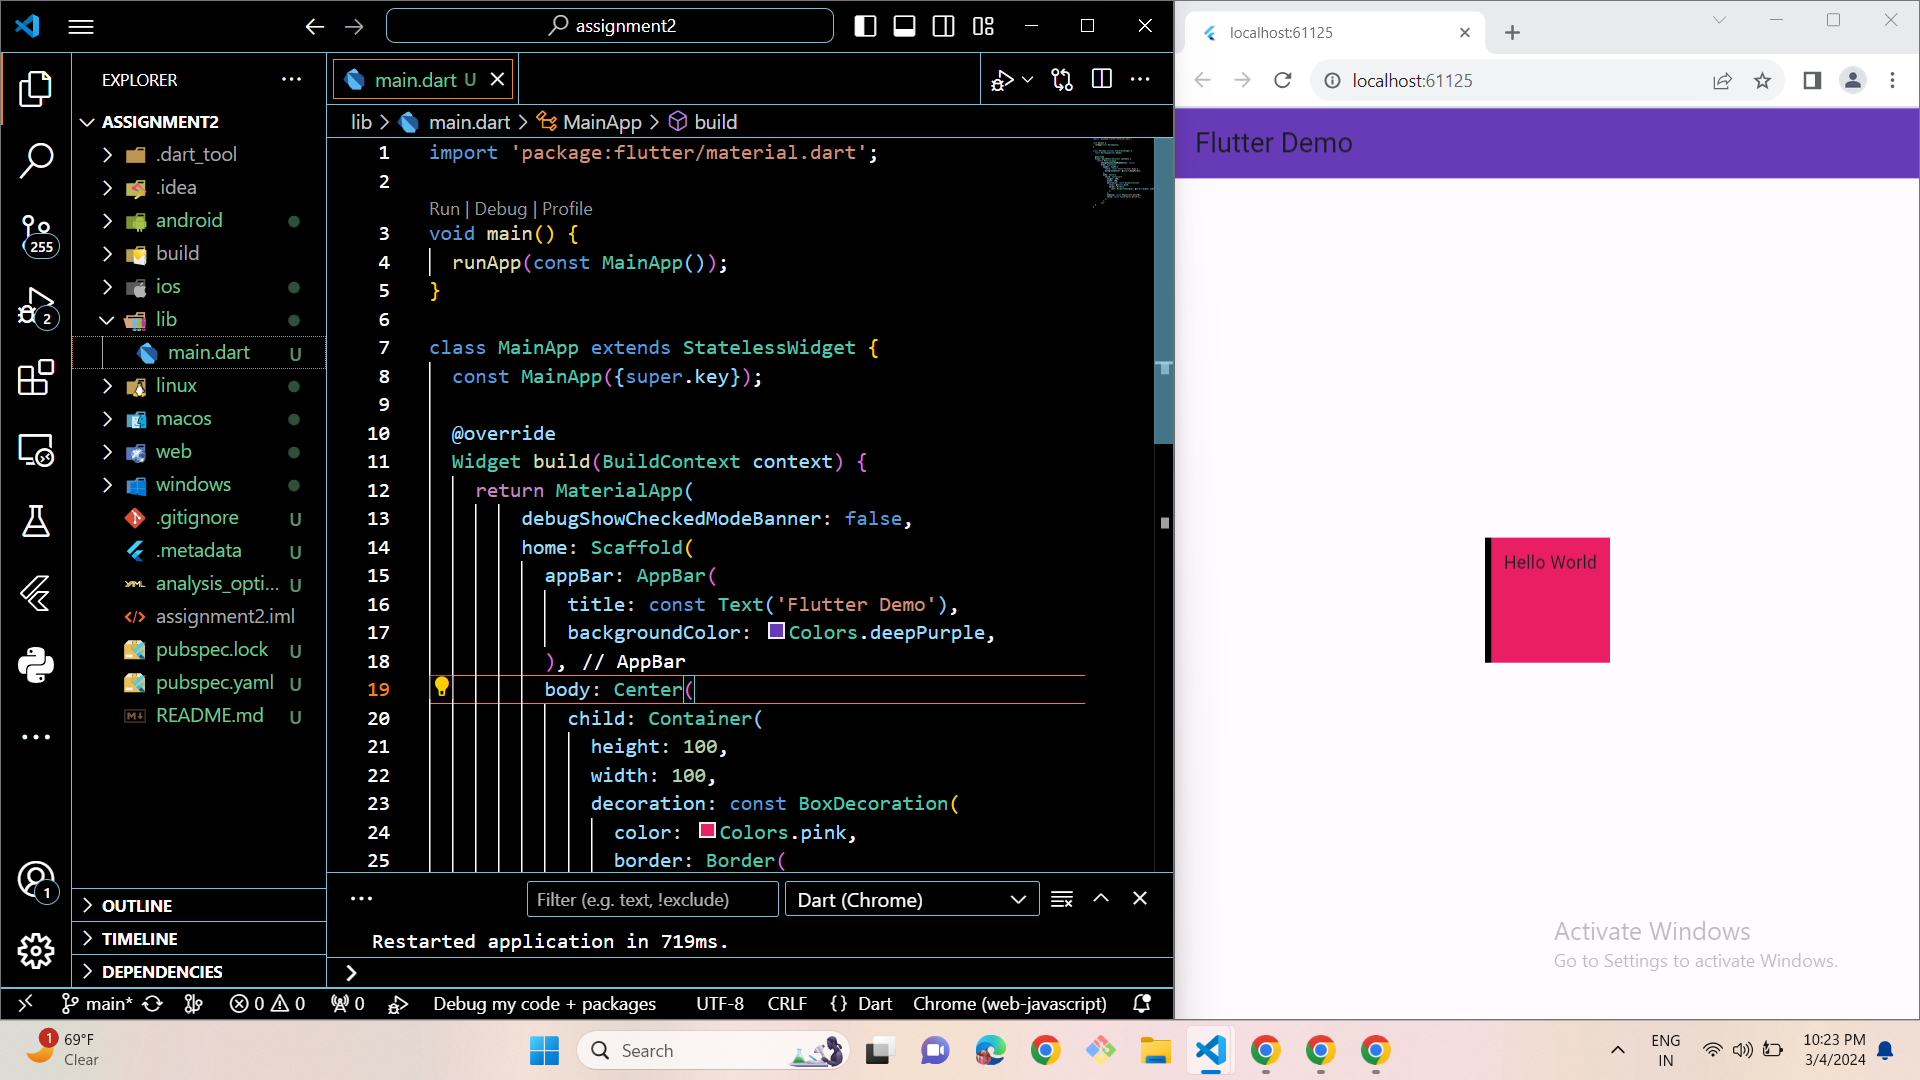 assignment2
EXPLORER
ASSIGNMENT2
.dart_tool
.idea
android
build
ios
lib
main.dart U
linux
macos
web
windows
.gitignore U
.metadata U
analysis_opti... U
assignment2.iml
pubspec.lock U
pubspec.yaml U
README.md U
OUTLINE
TIMELINE
DEPENDENCIES
255
2
1
main.dart U
lib > main.dart > MainApp > build
1 import 'package:flutter/material.dart';
2
Run | Debug | Profile
3 void main() {
4 runApp(const MainApp());
5 }
6
7 class MainApp extends StatelessWidget {
8 const MainApp({super.key});
9
10 @override
11 Widget build(BuildContext context) {
12 return MaterialApp(
13 debugShowCheckedModeBanner: false,
14 home: Scaffold(
15 appBar: AppBar(
16 title: const Text('Flutter Demo'),
17 backgroundColor: Colors.deepPurple,
18 ), // AppBar
19 body: Center(
20 child: Container(
21 height: 100,
22 width: 100,
23 decoration: const BoxDecoration(
24 color: Colors.pink,
25 border: Border(
Filter (e.g. text, !exclude)
Dart (Chrome)
Restarted application in 719ms.
main* 0 0 0 Debug my code + packages UTF-8 CRLF {} Dart Chrome (web-javascript)
localhost:61125
localhost:61125
Flutter Demo
Hello World
Activate Windows
Go to Settings to activate Windows.
1
69°F
Clear
Search
ENG
IN
10:23 PM
3/4/2024